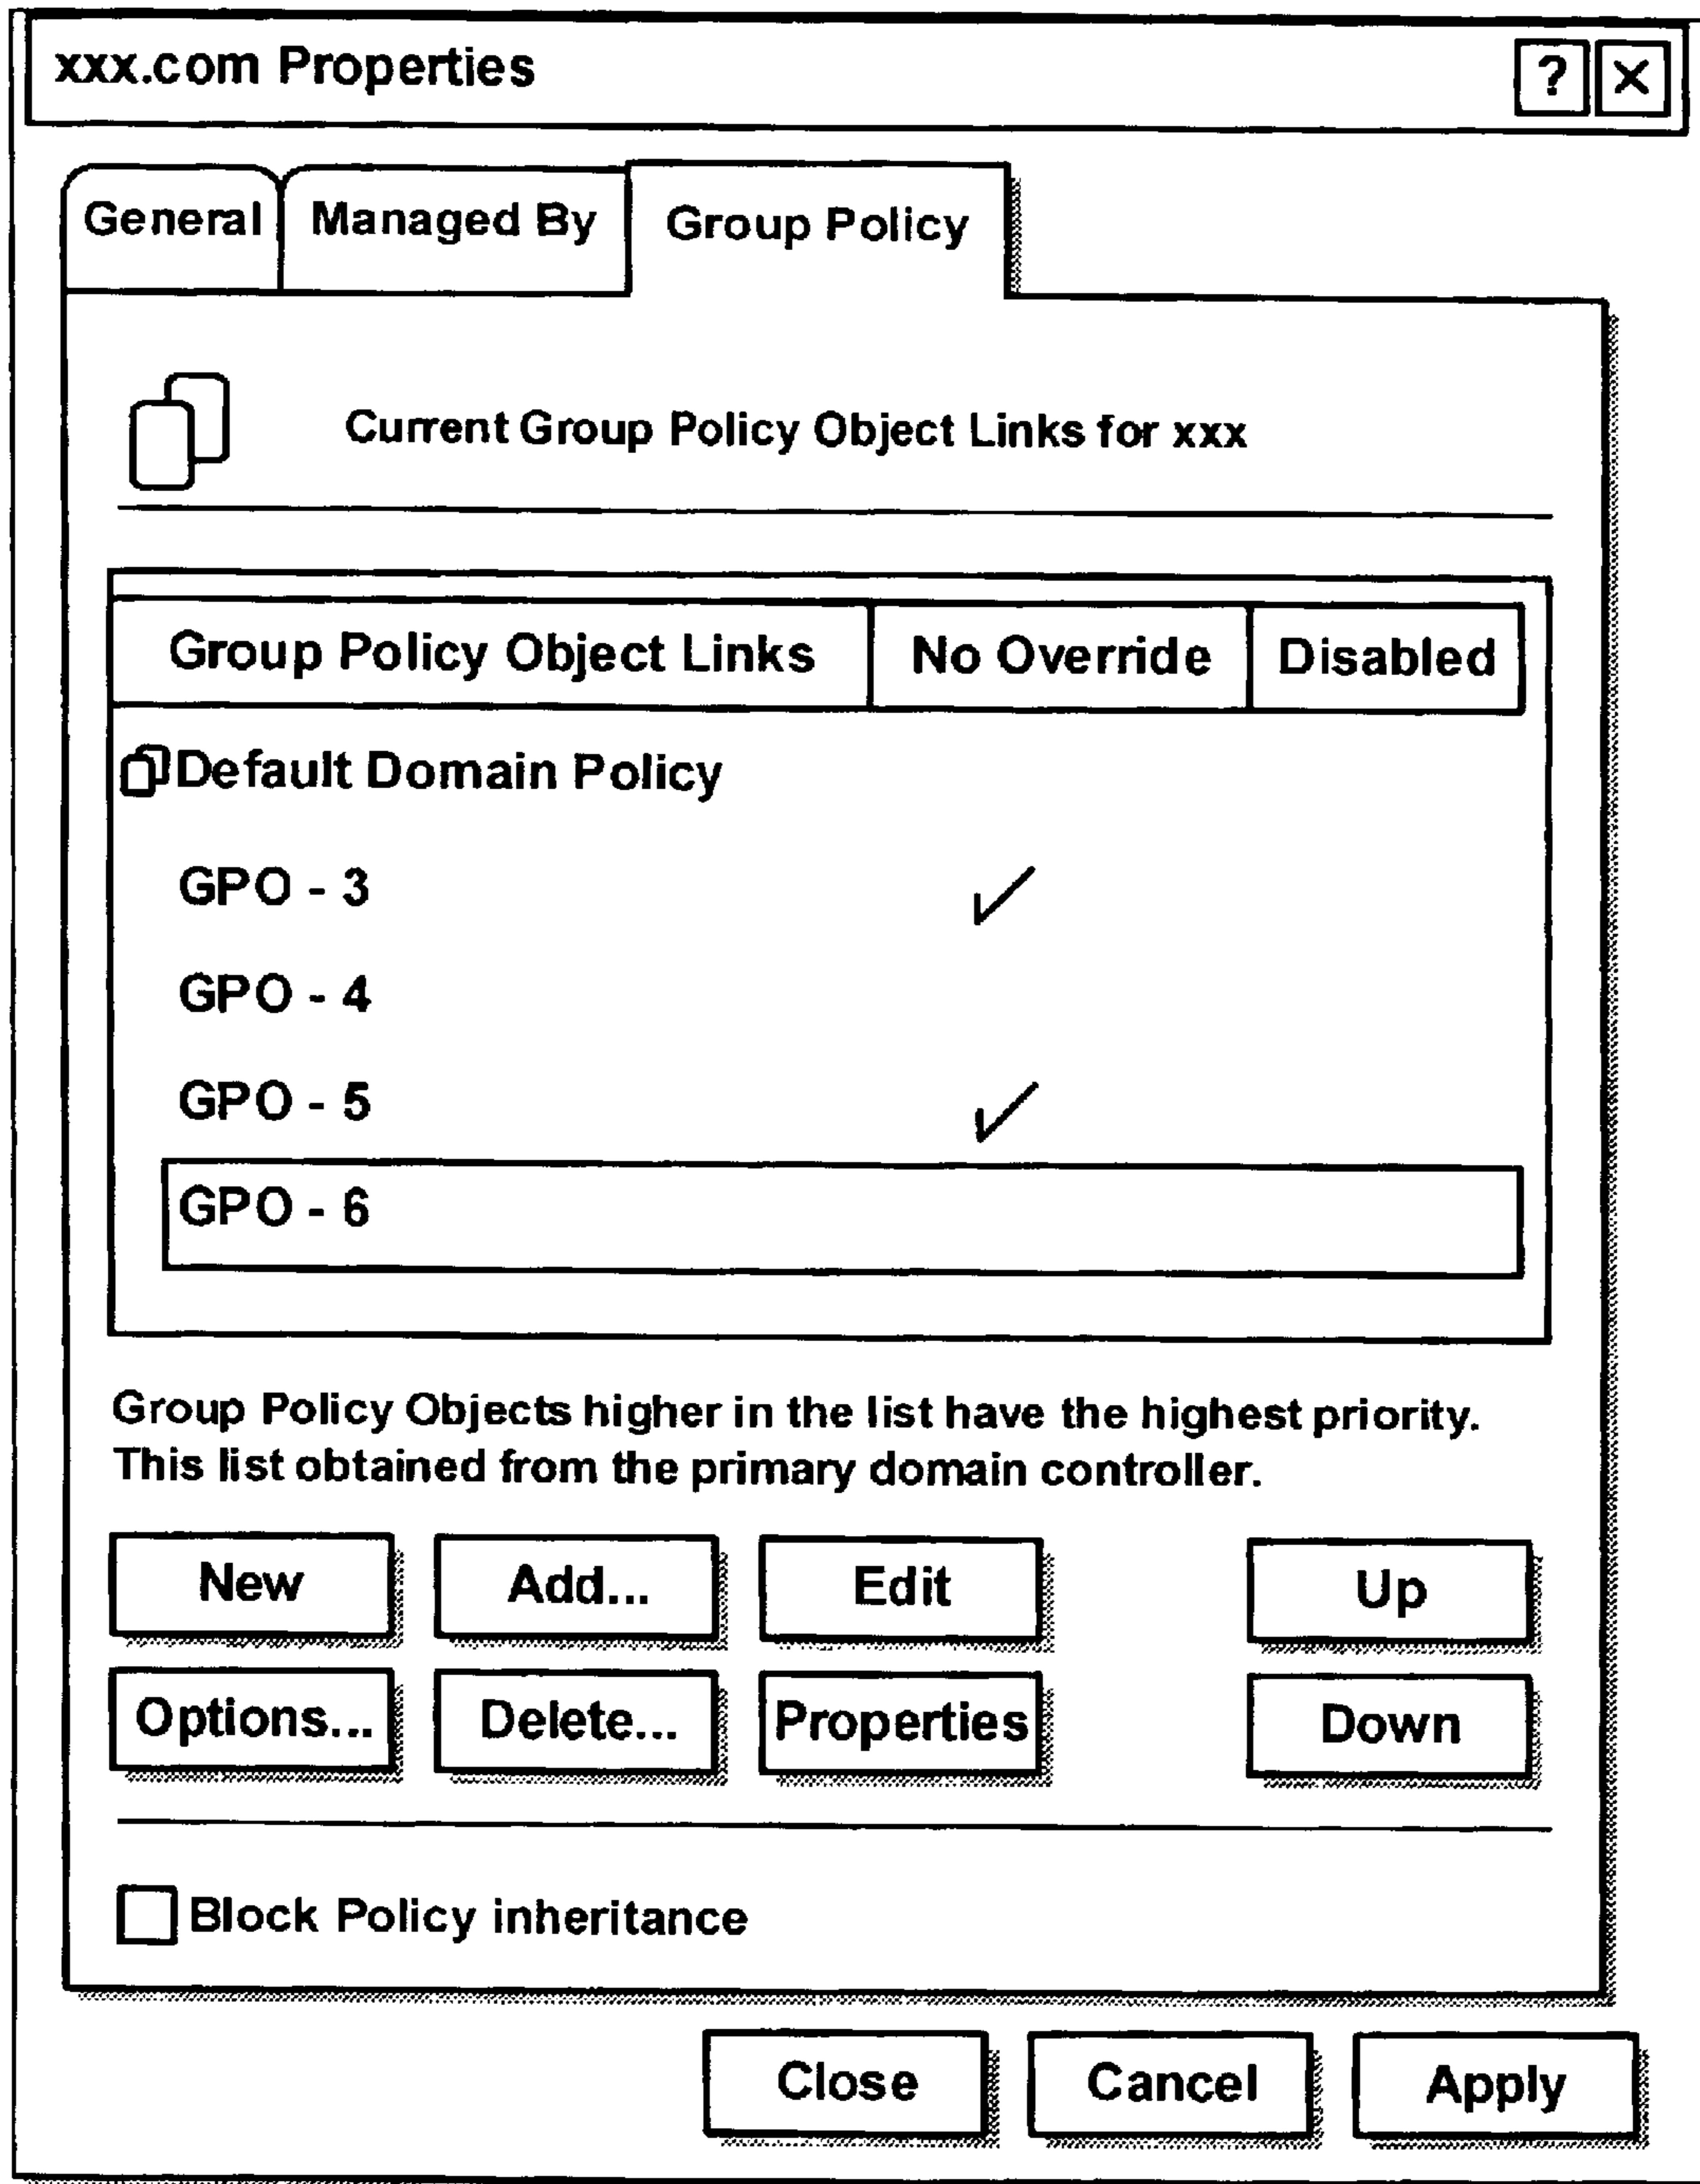 xxx.com Properties ? X
General Managed By Group Policy
Current Group Policy Object Links for xxx
Group Policy Object Links No Override Disabled
Default Domain Policy
GPO - 3 ✓
GPO - 4
GPO - 5 ✓
GPO - 6
Group Policy Objects higher in the list have the highest priority.
This list obtained from the primary domain controller.
New Add... Edit Up
Options... Delete... Properties Down
Block Policy inheritance
Close Cancel Apply